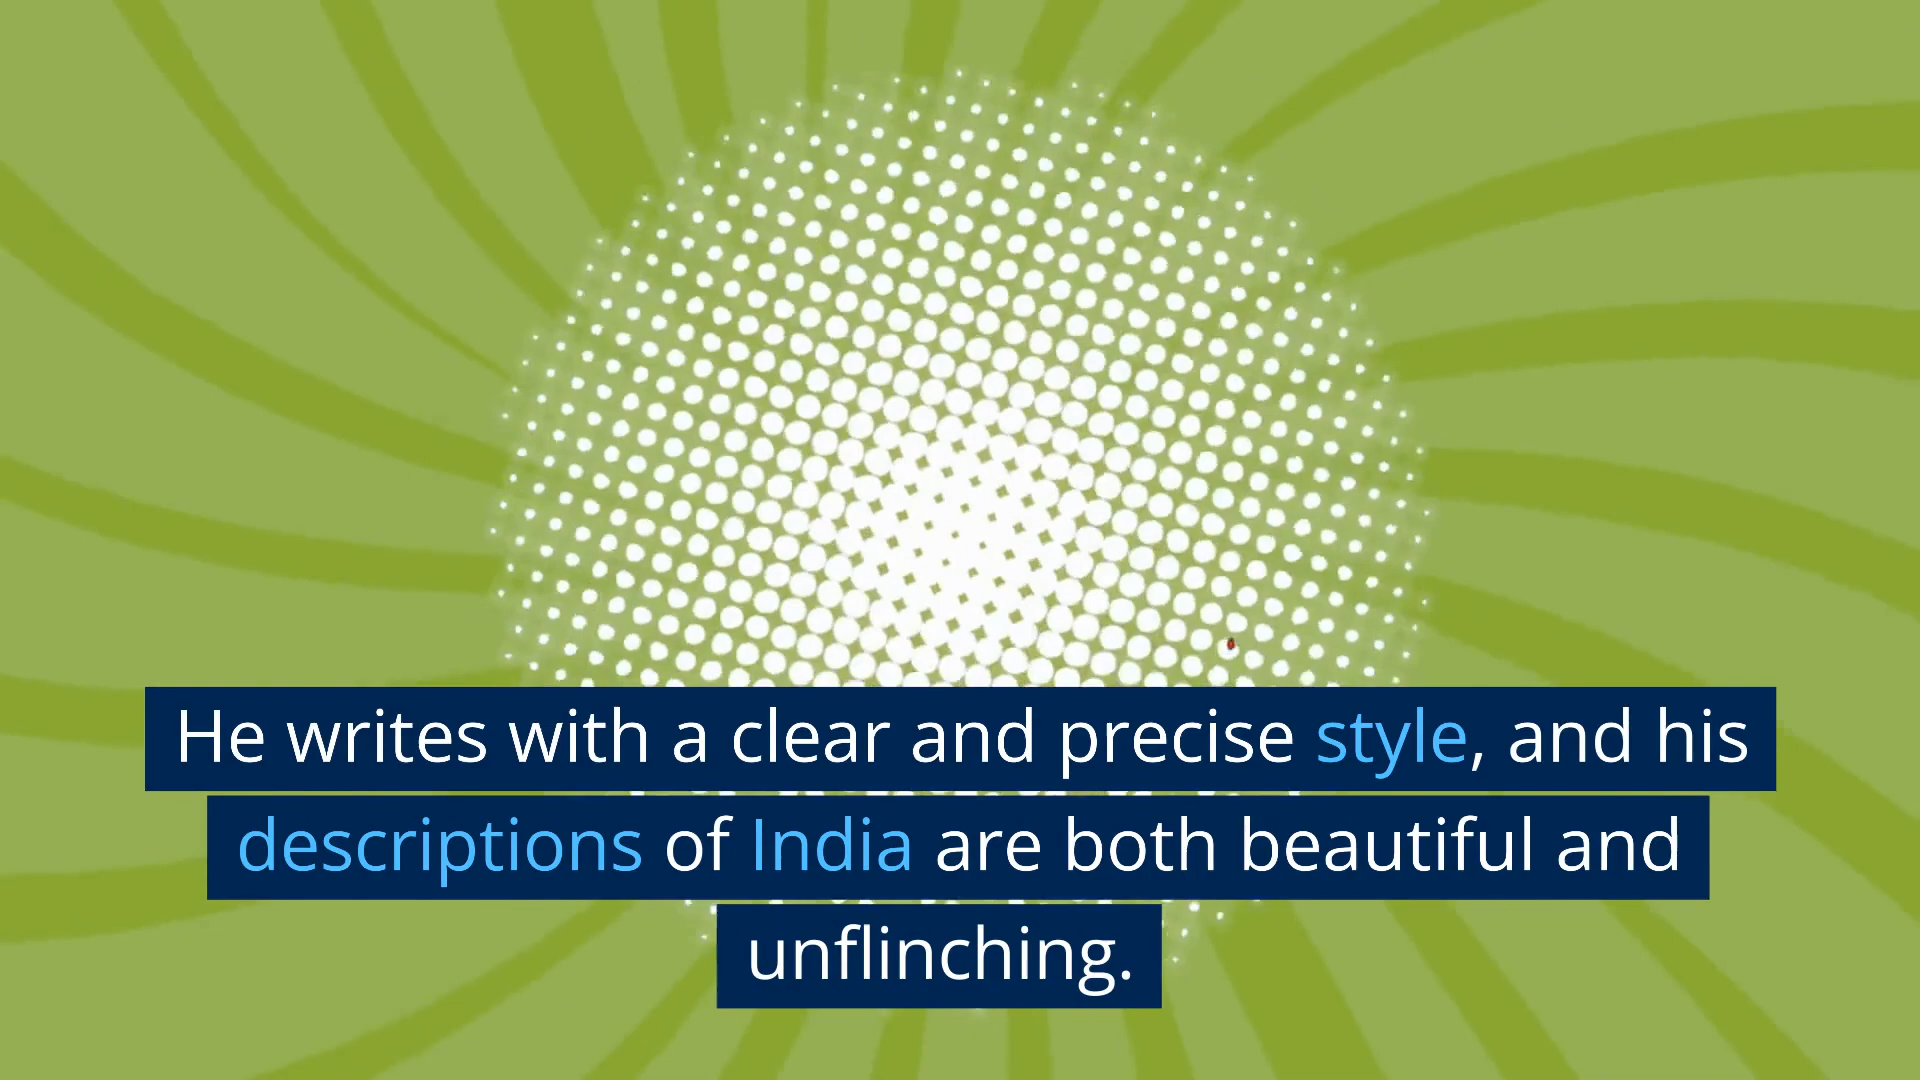 He writes with a clear and precise style, and his
descriptions of India are both beautiful and
unflinching.